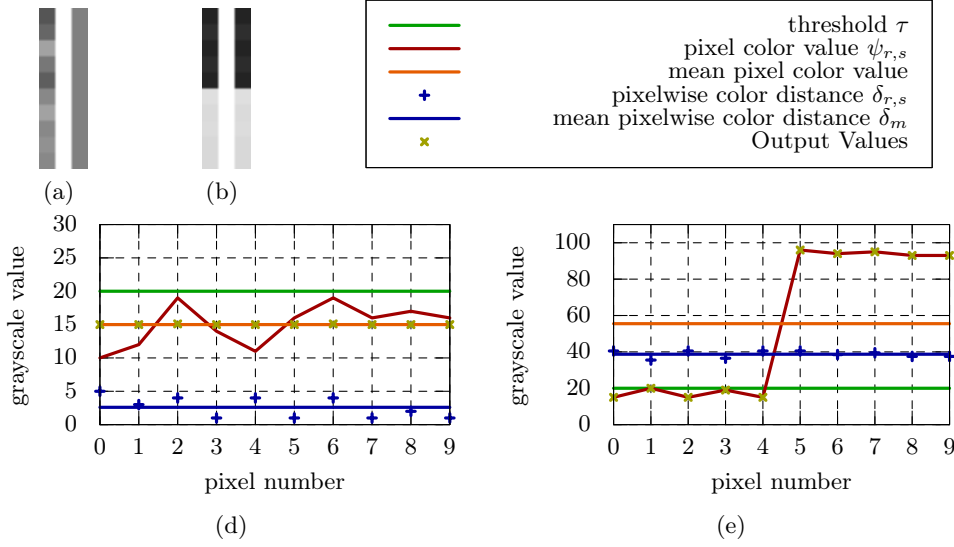 (a)
(b)
threshold τ
pixel color value ψr,s
mean pixel color value
pixelwise color distance δr,s
mean pixelwise color distance δm
Output Values
grayscale value
30
25
20
15
10
5
0
0 1 2 3 4 5 6 7 8 9
pixel number
(d)
grayscale value
100
80
60
40
20
0
0 1 2 3 4 5 6 7 8 9
pixel number
(e)